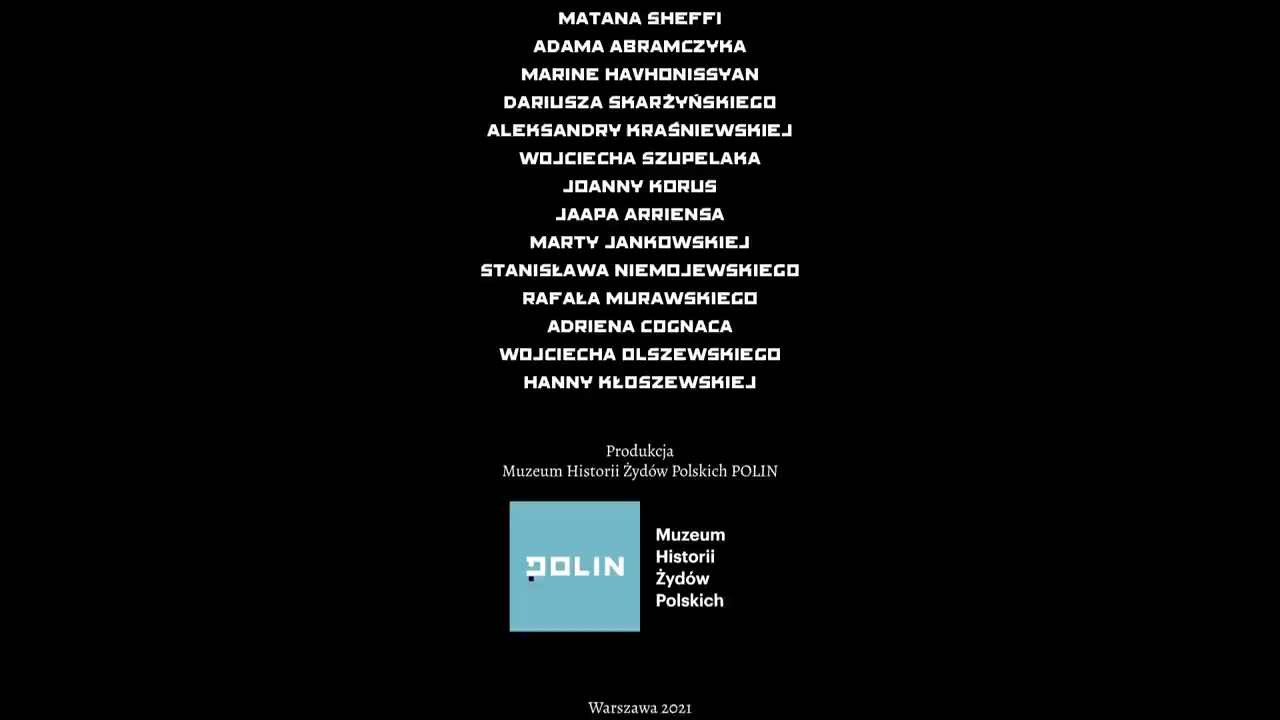 MATANA SHEFFI
ADAMA ABRAMCZYKA
MARINE HAVHONISSYAN
DARIUSZA SKARŻYŃSKIEGO
ALEKSANDRY KRAŚNIEWSKIEJ
WOJCIECHA SZUPELAKA
JOANNY KORUS
JAAPA ARRIENSA
MARTY JANKOWSKIEJ
STANISŁAWA NIEMOJEWSKIEGO
RAFAŁA MURAWSKIEGO
ADRIENA COGNACA
WOJCIECHA OLSZEWSKIEGO
HANNY KŁOSZEWSKIEJ
Produkcja
Muzeum Historii Żydów Polskich POLIN
POLIN
Muzeum
Historii
Żydów
Polskich
Warszawa 2021